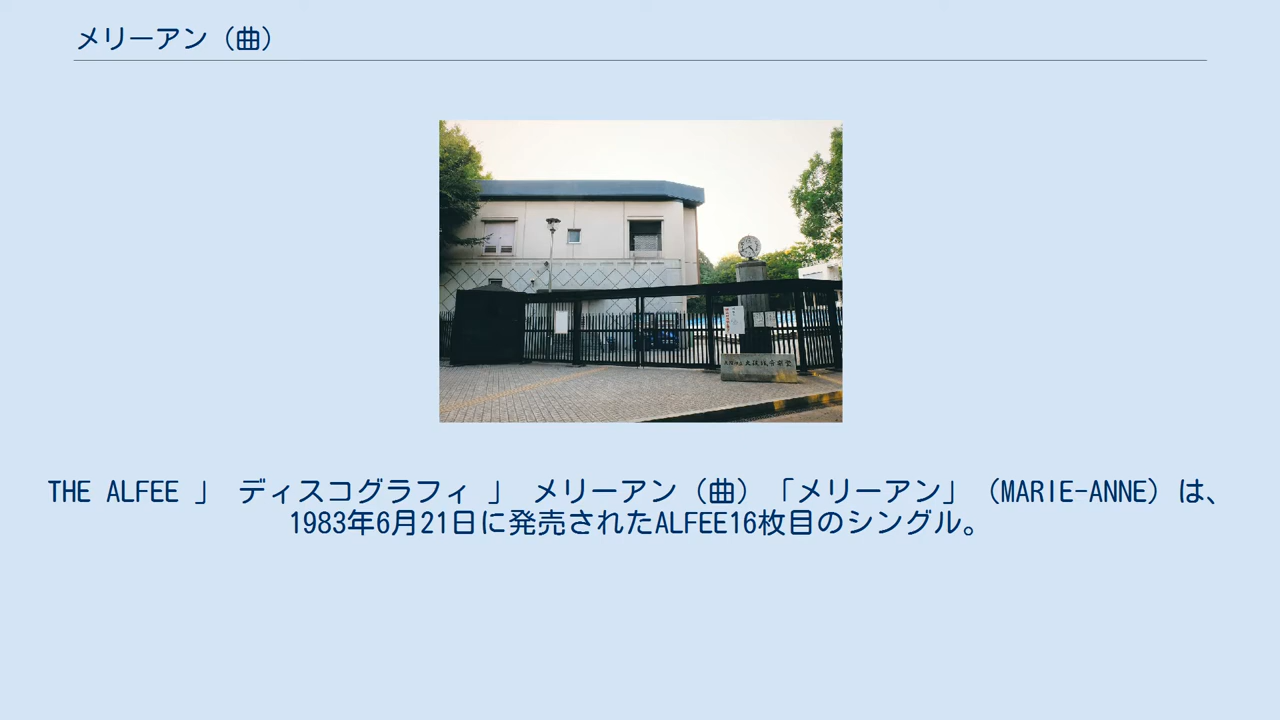 メリーアン（曲）
THE ALFEE 」 ディスコグラフィ 」 メリーアン（曲）「メリーアン」（MARIE-ANNE）は、
1983年6月21日に発売されたALFEE16枚目のシングル。